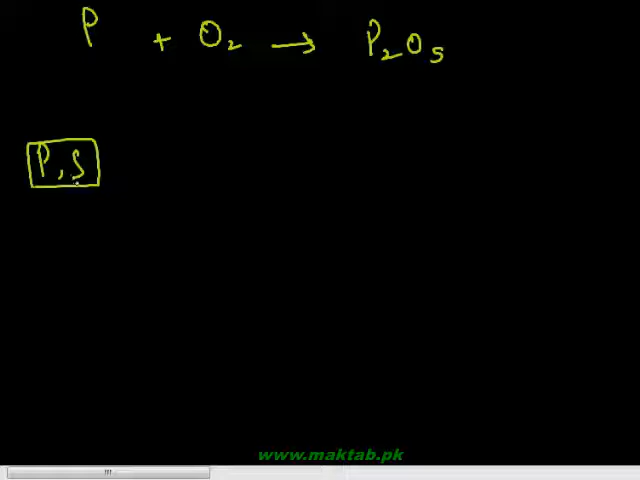 P + O₂ → P₂O₅
P, S
www.maktab.pk